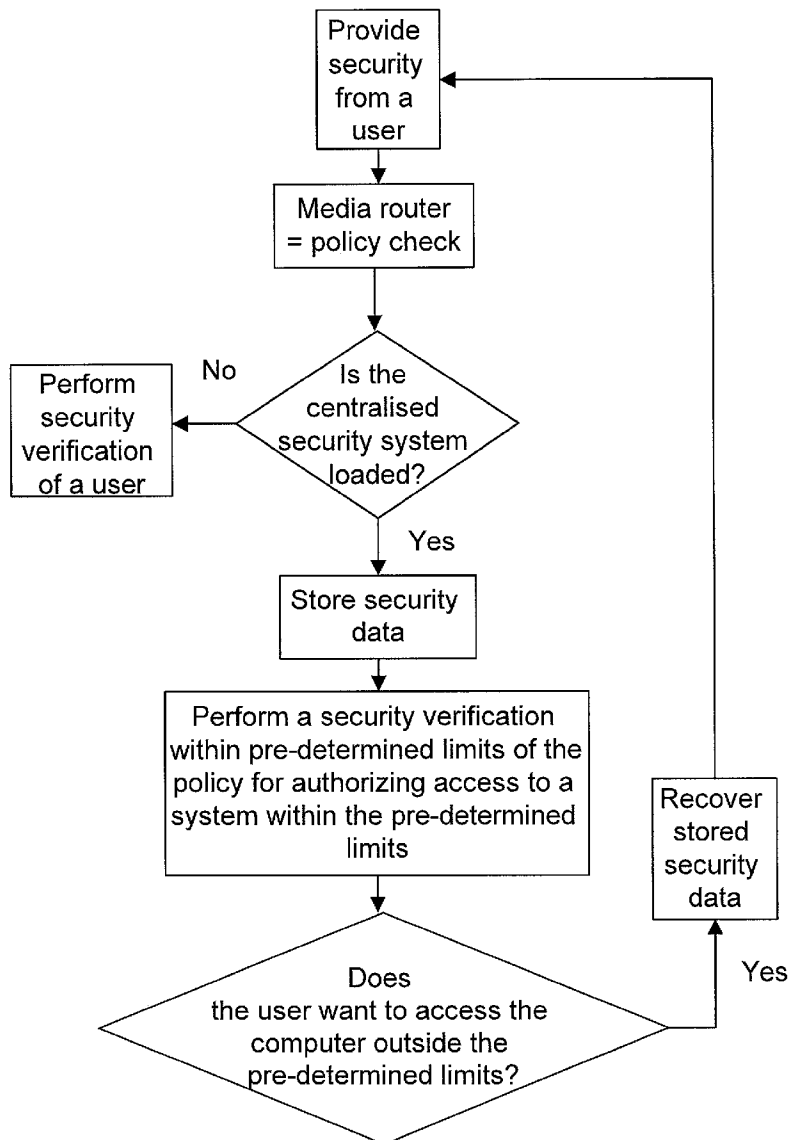 Provide
security
from a
user
Media router
= policy check
No
Is the
centralised
security system
loaded?
Perform
security
verification
of a user
Yes
Store security
data
Perform a security verification
within pre-determined limits of the
policy for authorizing access to a
system within the pre-determined
limits
Recover
stored
security
data
Yes
Does
the user want to access the
computer outside the
pre-determined limits?